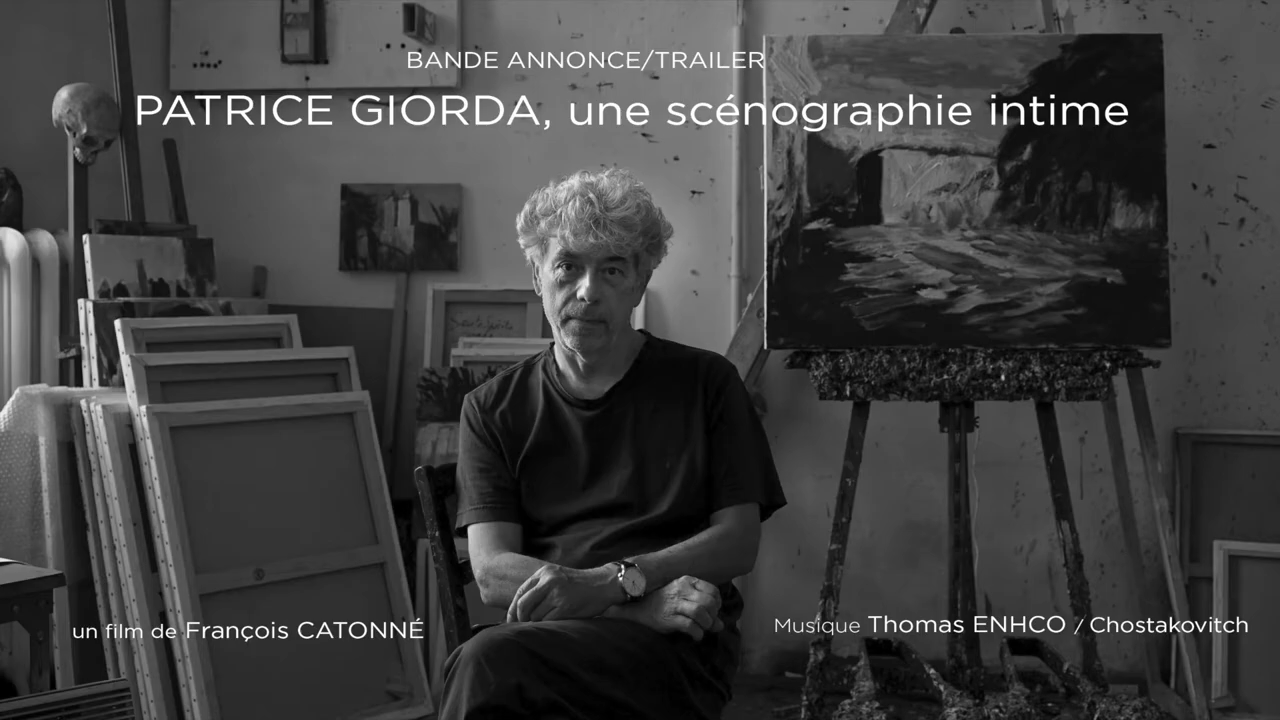 BANDE ANNONCE/TRAILER
PATRICE GIORDA, une scénographie intime
un film de François CATONNÉ
Musique Thomas ENHCO / Chostakovitch